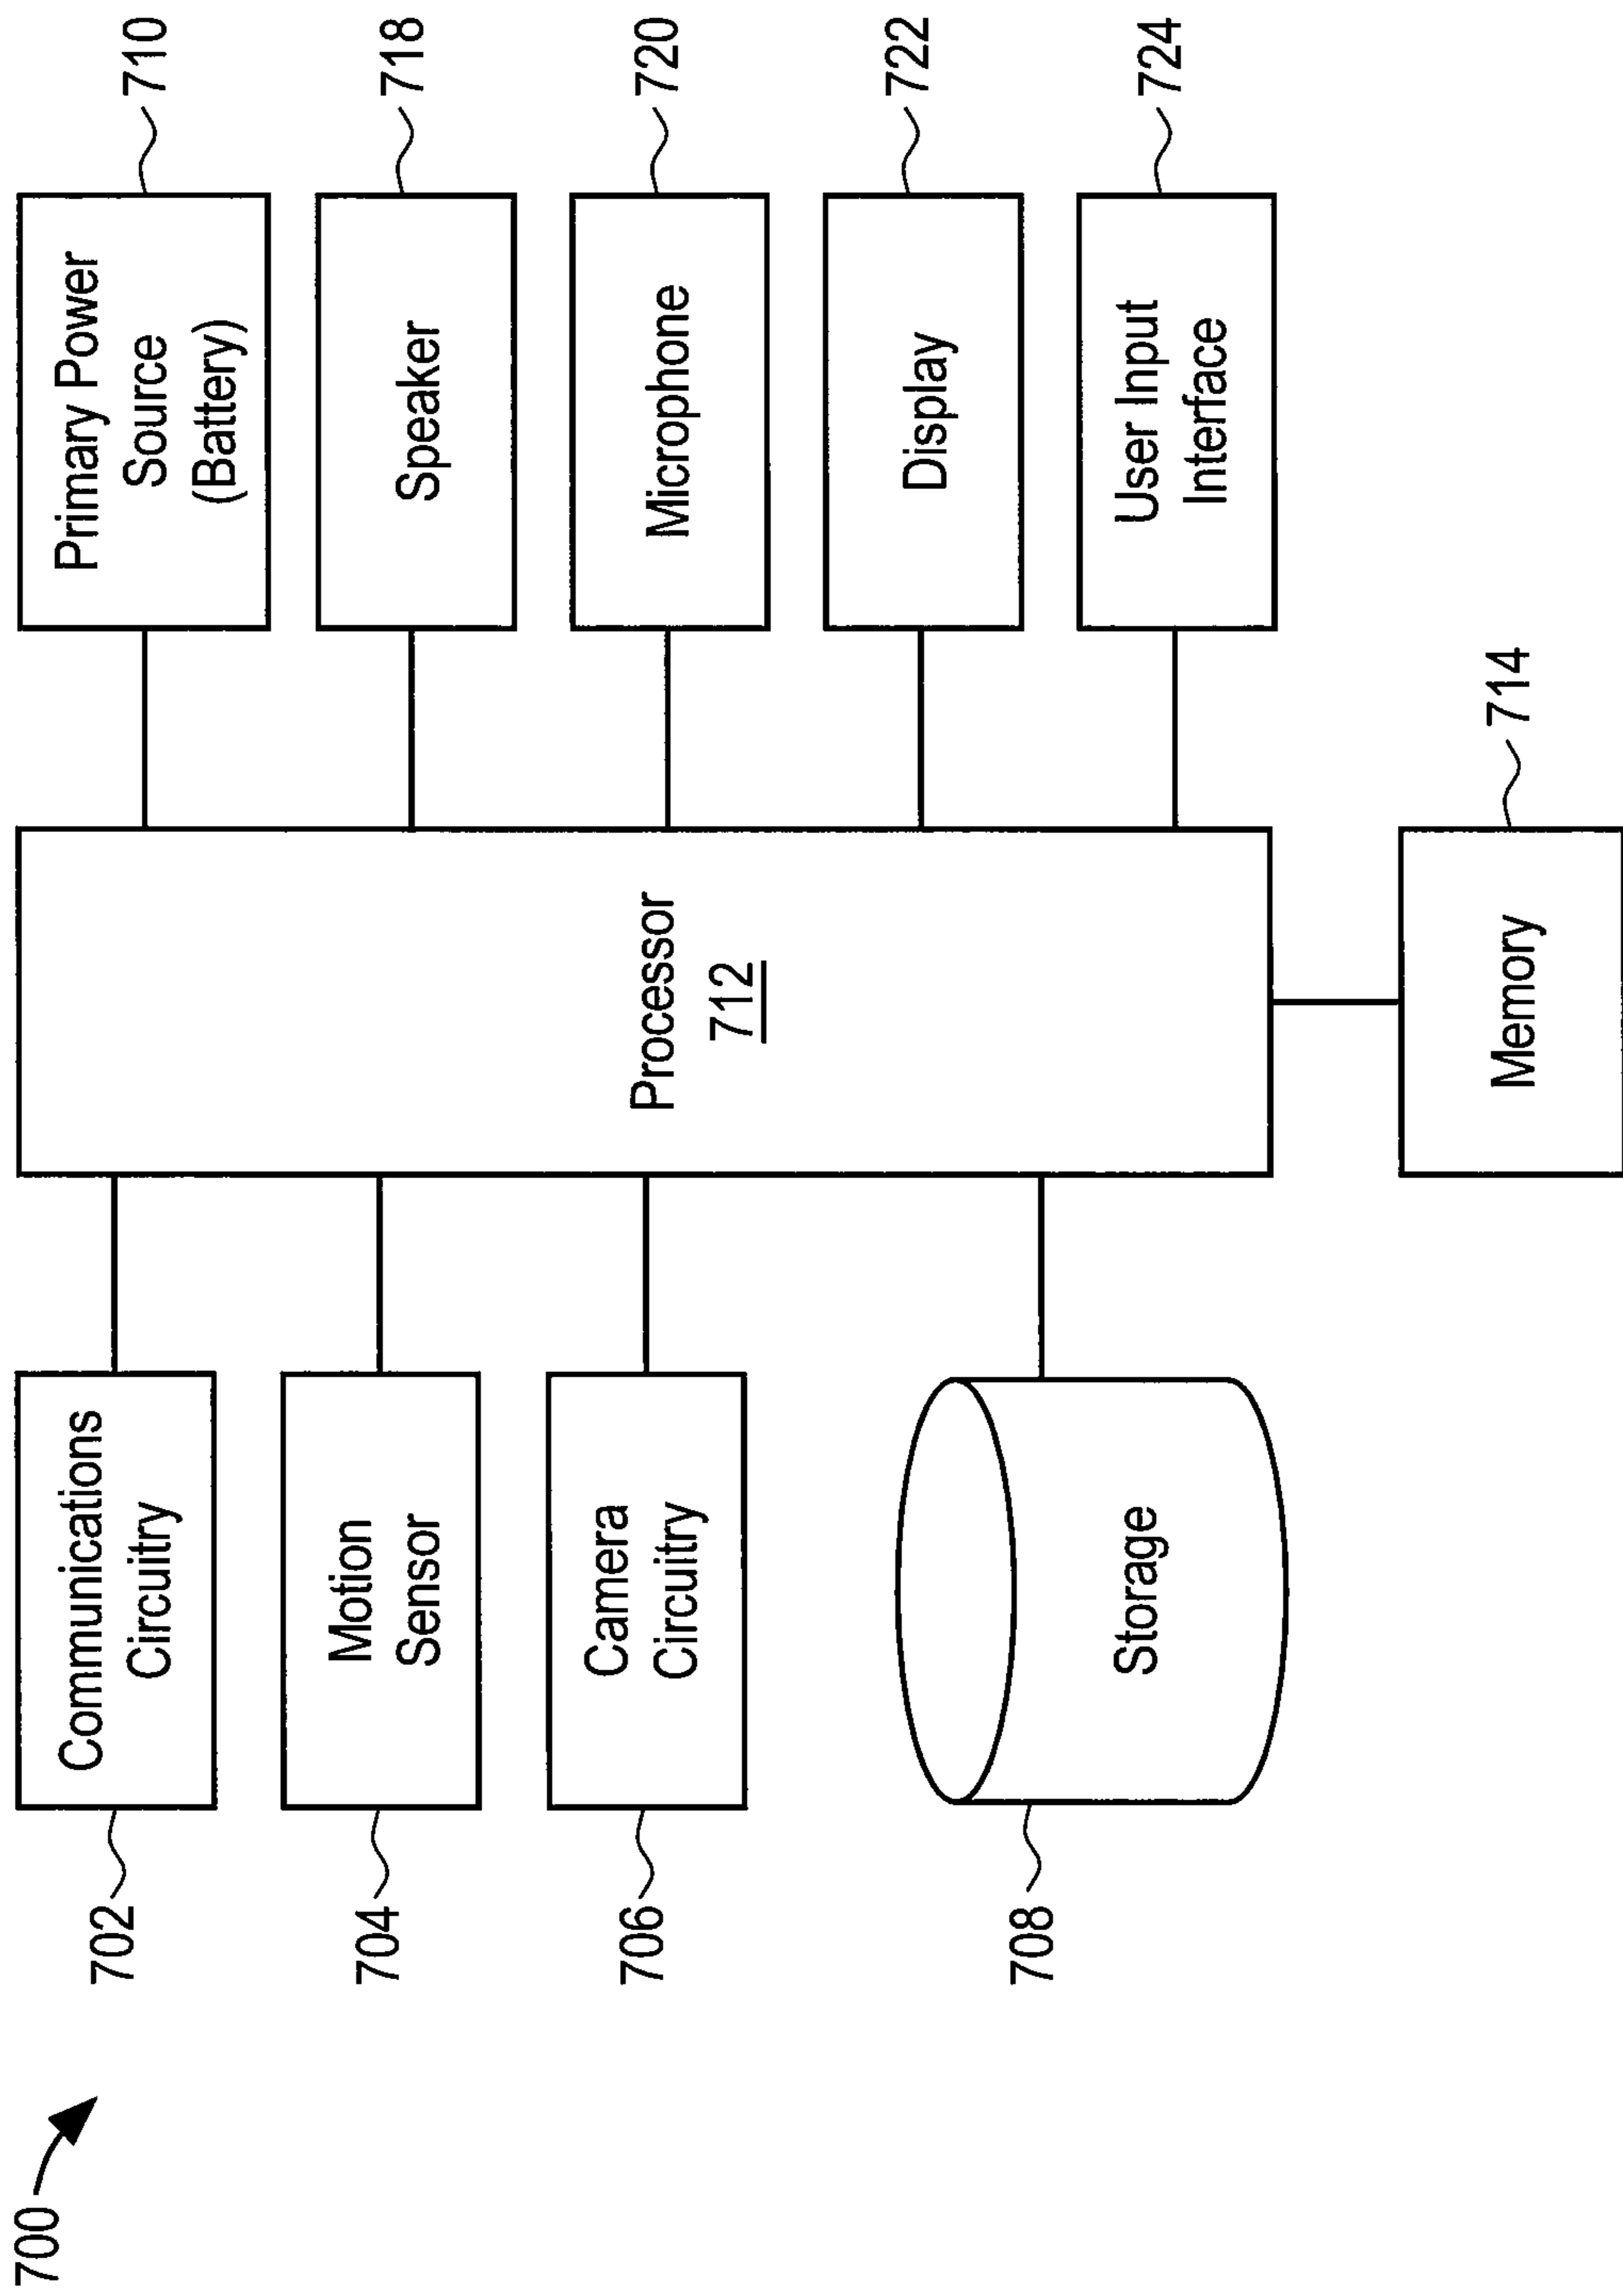 700
702
Communications
Circuitry
704
Motion
Sensor
706
Camera
Circuitry
708
Storage
Processor
712
Memory
714
Primary Power
Source
(Battery)
710
Speaker
718
Microphone
720
Display
722
User Input
Interface
724